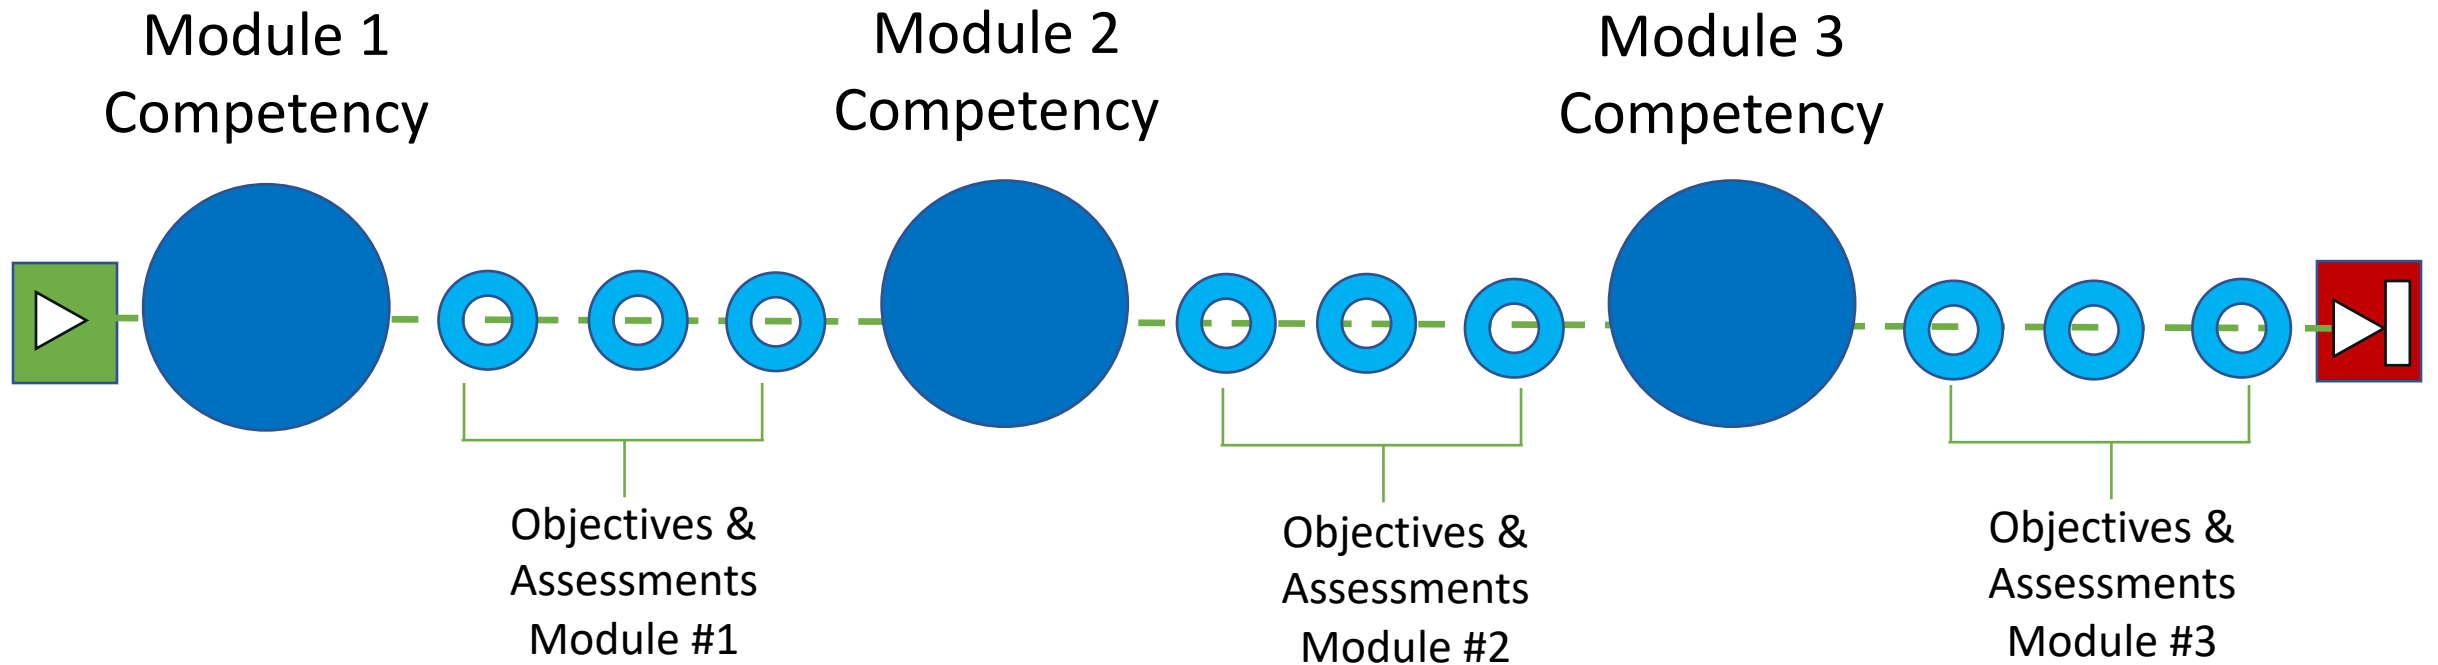 Module 1
Competency
Module 2
Competency
Module 3
Competency
Objectives &
Assessments
Module #1
Objectives &
Assessments
Module #2
Objectives &
Assessments
Module #3